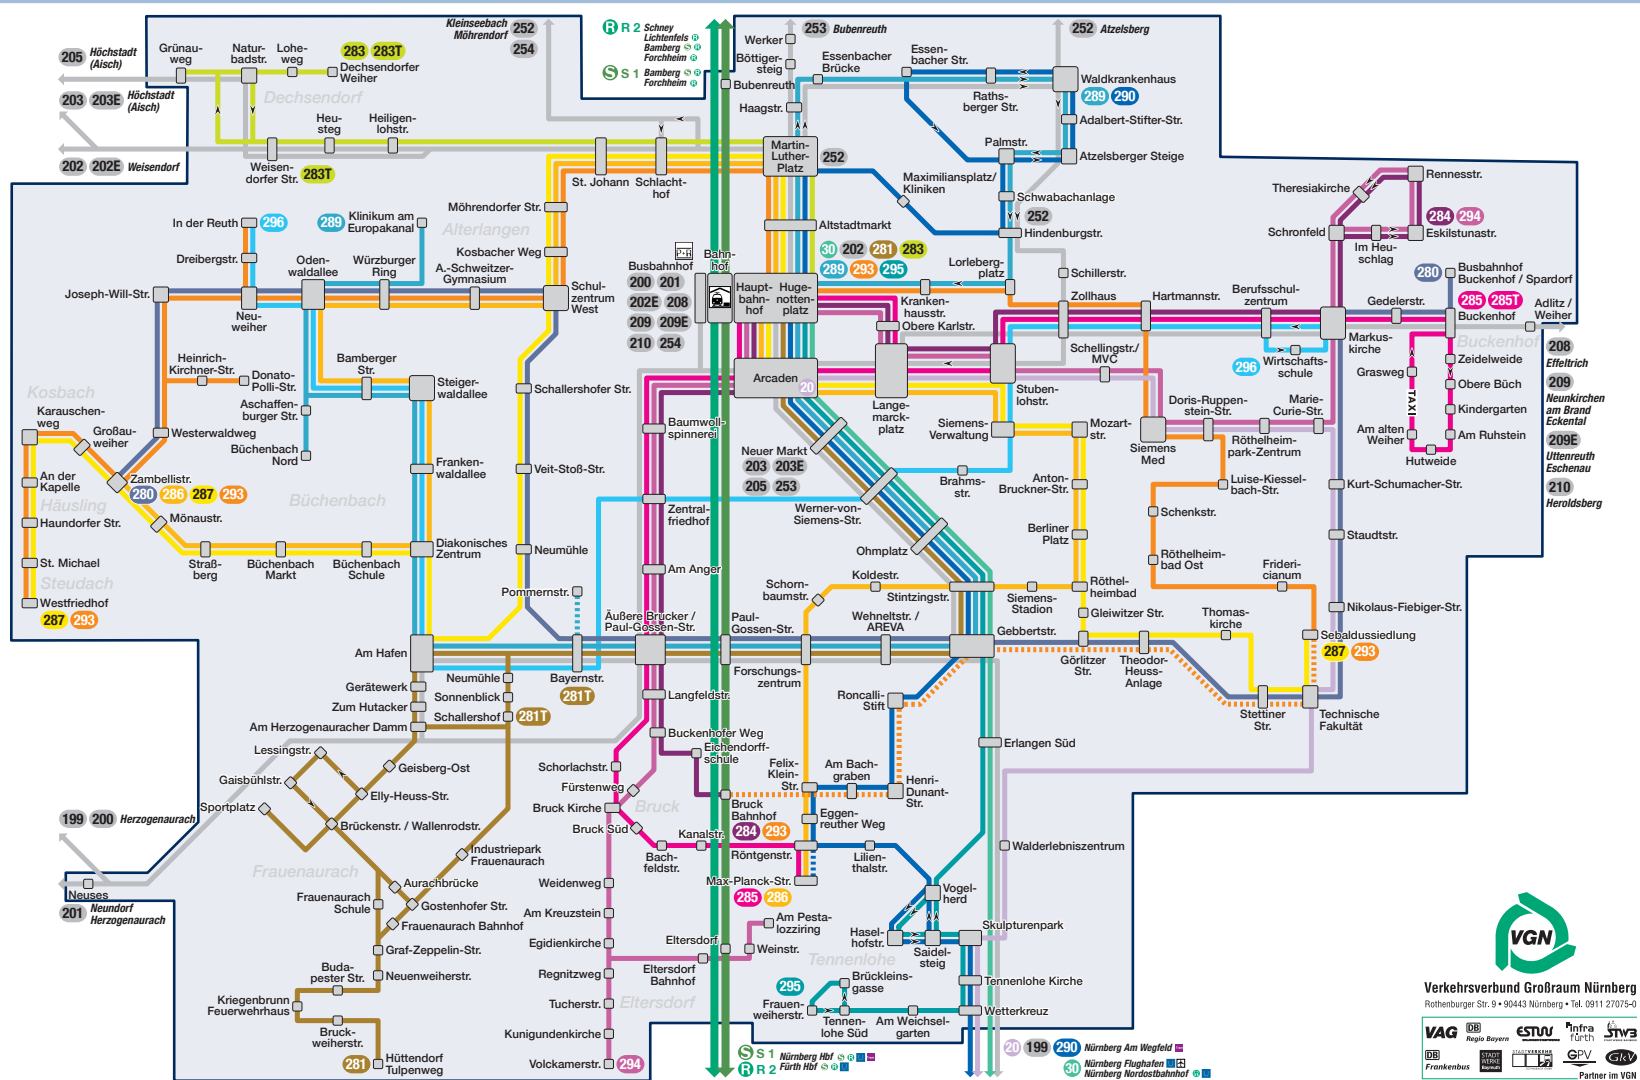 Kleinseebach
Möhrendorf
252
254
R R 2 Schney
Lichtenfels R
Bamberg S R
Forchheim R
S S 1 Bamberg S R
Forchheim R
253 Bubenreuth
252 Atzelsberg
205 Höchstadt
(Aisch)
203 203E Höchstadt
(Aisch)
202 202E Weisendorf
Grünau-
weg
Natur-
badstr.
Lohe-
weg
283 283T
Dechsendorfer
Weiher
Dechsendorf
Heu-
steg
Heiligen-
lohstr.
Weisen-
dorfer Str.
283T
St. Johann
Schlacht-
hof
Werker
Böttiger-
steig
Bubenreuth
Haagstr.
Martin-
Luther-
Platz
252
Essenbacher
Brücke
Essen-
bacher Str.
Raths-
berger Str.
Waldkrankenhaus
289 290
Adalbert-Stifter-Str.
Palmstr.
Atzelsberger Steige
Maximiliansplatz/
Kliniken
Schwabachanlage
252
Hindenburgstr.
Altstadtmarkt
30 202 281 283
289 293 295
Theresiakirche
Rennesstr.
284 294
Schronfeld
Im Heu-
schlag
Eskilstunastr.
In der Reuth
296
289
Klinikum am
Europakanal
Möhrendorfer Str.
Alterlangen
Kosbacher Weg
Dreibergstr.
Oden-
waldallee
Würzburger
Ring
A.-Schweitzer-
Gymnasium
Joseph-Will-Str.
Neu-
weiher
Schul-
zentrum
West
P+R
Bahn-
hof
Busbahnhof
200 201
202E 208
209 209E
210 254
Haupt-
bahn-
hof
Huge-
notten-
platz
Kranken-
hausstr.
Obere Karlstr.
Lorleberg-
platz
Schillerstr.
Zollhaus
Hartmannstr.
Berufsschul-
zentrum
280
Busbahnhof
Buckenhof / Spardorf
285 285T
Buckenhof
Gedelerstr.
Adlitz /
Weiher
Buckenhof
Markus-
kirche
296
Wirtschafts-
schule
208
Effeltrich
209
Neunkirchen
am Brand
Eckental
209E
Uttenreuth
Eschenau
210
Heroldsberg
Zeidelweide
Obere Büch
Kindergarten
Am Ruhstein
Hutweide
Am alten
Weiher
Grasweg
TAXI
Heinrich-
Kirchner-Str.
Donato-
Polli-Str.
Bamberger
Str.
Steiger-
waldallee
Aschaffen-
burger Str.
Büchenbach
Nord
Schallershofer Str.
Arcaden
20
Lange-
marck-
platz
Stuben-
lohstr.
Schellingstr./
MVC
Kosbach
Karauschen-
weg
Großau-
weiher
Westerwaldweg
Zambellistr.
280 286 287 293
An der
Kapelle
Häusling
Haundorfer Str.
Mönaustr.
Büchenbach
Franken-
waldallee
Veit-Stoß-Str.
Baumwoll-
spinnerei
Neuer Markt
203 203E
205 253
Siemens-
Verwaltung
Mozart-
str.
Doris-Ruppen-
stein-Str.
Marie-
Curie-Str.
Siemens
Med
Röthelheim-
park-Zentrum
Luise-Kiessel-
bach-Str.
Kurt-Schumacher-Str.
Brahms-
str.
Anton-
Bruckner-Str.
Zentral-
friedhof
Werner-von-
Siemens-Str.
Schenkstr.
Ohmplatz
Berliner
Platz
Staudtstr.
St. Michael
Steudach
Westfriedhof
287 293
Straß-
berg
Büchenbach
Markt
Büchenbach
Schule
Diakonisches
Zentrum
Neumühle
Am Anger
Röthelheim-
bad Ost
Frideri-
cianum
Pommernstr.
Schorn-
baumstr.
Koldestr.
Stintzingstr.
Siemens-
Stadion
Röthel-
heimbad
Gleiwitzer Str.
Thomas-
kirche
Nikolaus-Fiebiger-Str.
Äußere Brucker /
Paul-Gossen-Str.
Paul-
Gossen-Str.
Wehneltstr. /
AREVA
Gebbertstr.
Sebaldussiedlung
287 293
Am Hafen
Neumühle
Bayernstr.
281T
Forschungs-
zentrum
Görlitzer
Str.
Theodor-
Heuss-
Anlage
Gerätewerk
Sonnenblick
Zum Hutacker
Schallershof
281T
Langfeldstr.
Roncalli-
Stift
Stettiner
Str.
Technische
Fakultät
Am Herzogenauracher Damm
Buckenhofer Weg
Eichendorff-
schule
Erlangen Süd
Lessingstr.
Geisberg-Ost
Gaisbühlstr.
Elly-Heuss-Str.
Sportplatz
Schorlachstr.
Fürstenweg
Felix-
Klein-
Str.
Am Bach-
graben
Henri-
Dunant-
Str.
Brückenstr. / Wallenrodstr.
Bruck Kirche
Bruck
Bruck
Bahnhof
284 293
Eggen-
reuther Weg
Bruck Süd
Kanalstr.
Bach-
feldstr.
Röntgenstr.
Lilien-
thalstr.
Walderlebniszentrum
199 200 Herzogenaurach
Industriepark
Frauenaurach
Frauenaurach
Max-Planck-Str.
285 286
Neuses
201 Neundorf
Herzogenaurach
Aurachbrücke
Frauenaurach
Schule
Gostenhofer Str.
Frauenaurach Bahnhof
Weidenweg
Am Kreuzstein
Vogel-
herd
Am Pesta-
lozziring
Hasel-
hofstr.
Saidel-
steig
Skulpturenpark
Graf-Zeppelin-Str.
Egidienkirche
Eltersdorf
Weinstr.
Eltersdorf
Bahnhof
Tennenlohe
Buda-
pester Str.
Neuenweiherstr.
Regnitzweg
Tennenlohe Kirche
Kriegenbrunn
Feuerwehrhaus
Tucherstr.
Eltersdorf
295
Brückleins-
gasse
Frauen-
weiherstr.
Tennen-
lohe Süd
Am Weichsel-
garten
Wetterkreuz
Bruck-
weiherstr.
Kunigundenkirche
281
Hüttendorf
Tulpenweg
Volckamerstr.
294
S S 1 Nürnberg Hbf
R R 2 Fürth Hbf
20 199 290 Nürnberg Am Wegfeld
30 Nürnberg Flughafen
Nürnberg Nordostbahnhof
VGN
Verkehrsverbund Großraum Nürnberg
Rothenburger Str. 9 • 90443 Nürnberg • Tel. 0911 27075-0
VAG
DB
Regio Bayern
ESTW
infra
fürth
STW
DB
Frankenbus
STADT
WERKE
Bayreuth
GPV
GkV
Partner im VGN